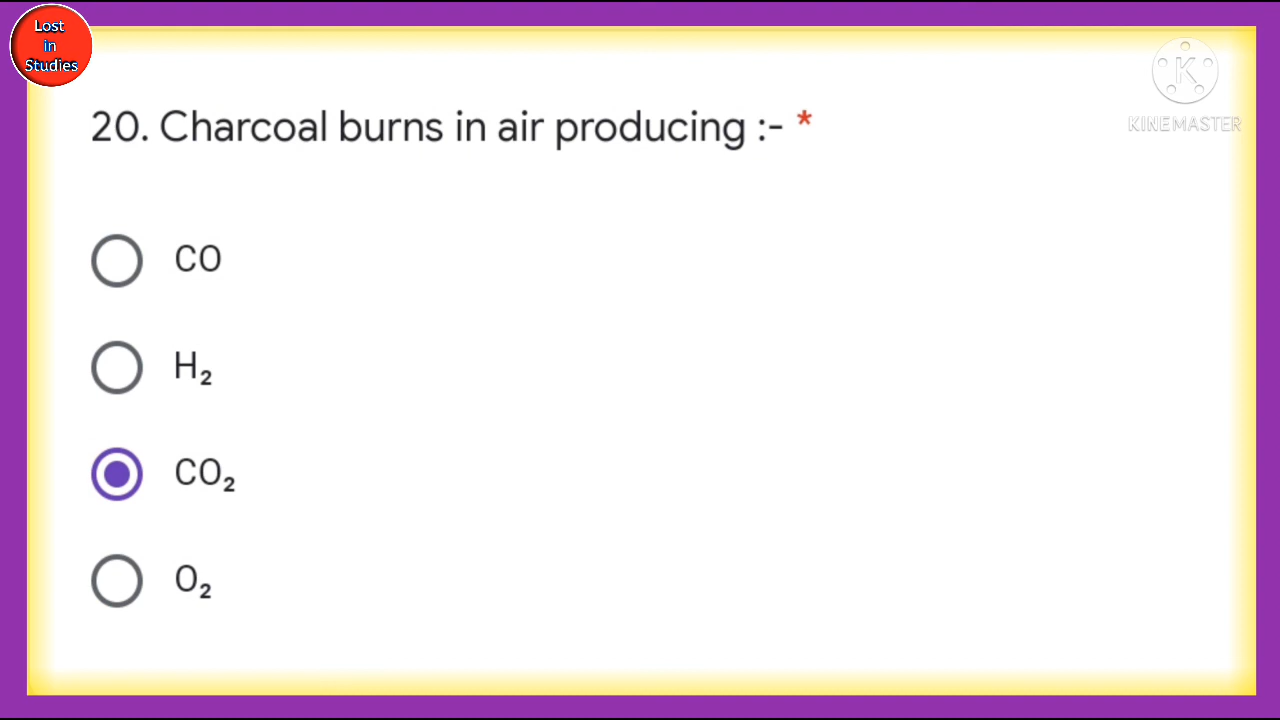 Lost
in
Studies
K
KINEMASTER
20. Charcoal burns in air producing :- *
CO
H₂
CO₂
O₂